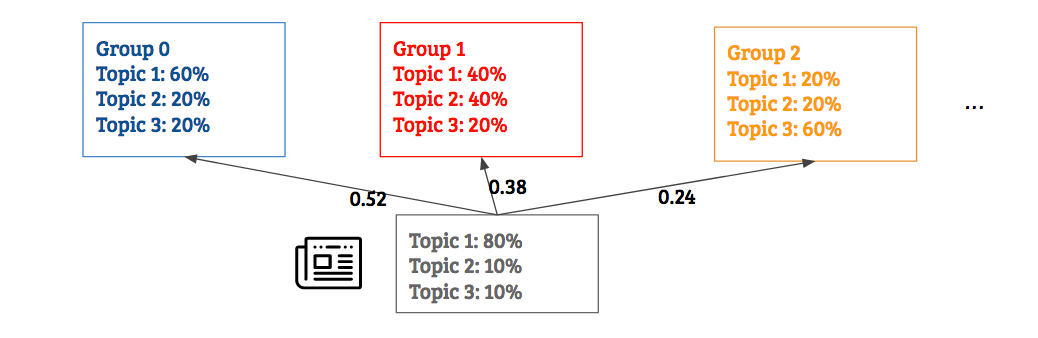 Group 0
Topic 1: 60%
Topic 2: 20%
Topic 3: 20%
Group 1
Topic 1: 40%
Topic 2: 40%
Topic 3: 20%
Group 2
Topic 1: 20%
Topic 2: 20%
Topic 3: 60%
...
0.52
0.38
0.24
Topic 1: 80%
Topic 2: 10%
Topic 3: 10%